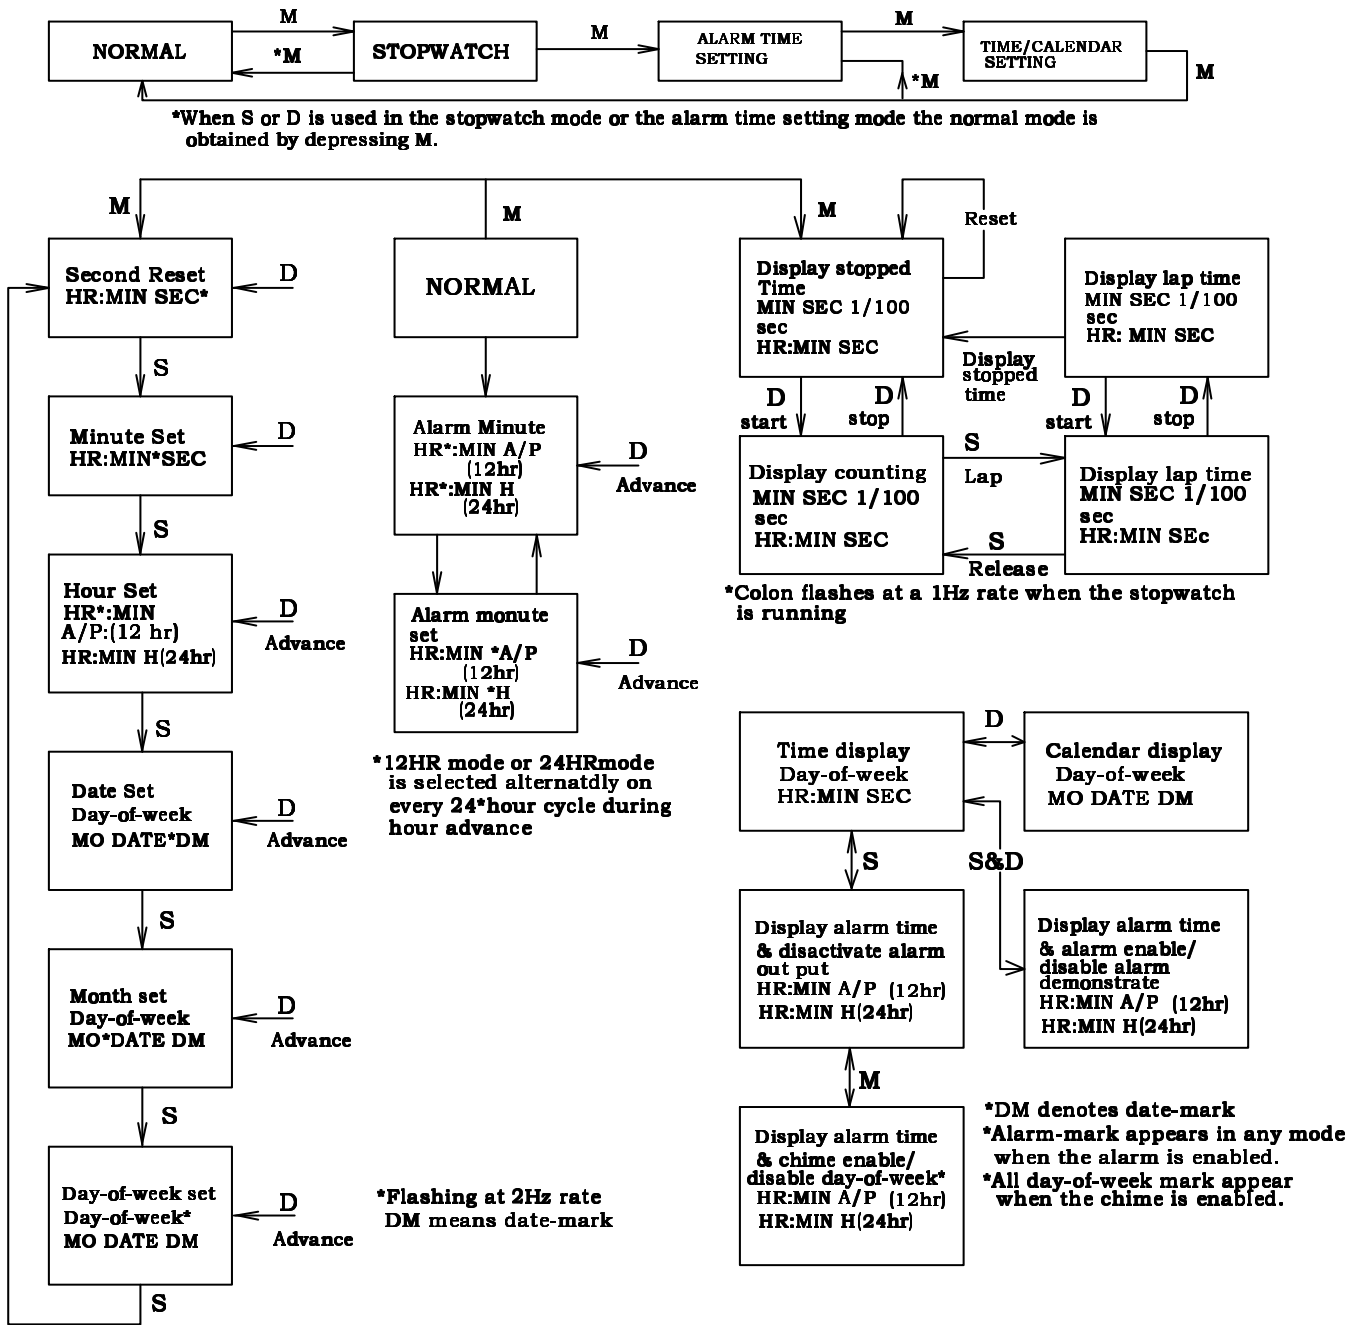 M
NORMAL
*M
STOPWATCH
M
ALARM TIME
SETTING
M
*M
TIME/CALENDAR
SETTING
M
*When S or D is used in the stopwatch mode or the alarm time setting mode the normal mode is
obtained by depressing M.
M
M
M
Second Reset
HR:MIN SEC*
D
S
Minute Set
HR:MIN*SEC
D
S
Hour Set
HR*:MIN
A/P:(12 hr)
HR:MIN H(24hr)
D
Advance
S
Date Set
Day-of-week
MO DATE*DM
D
Advance
S
Month set
Day-of-week
MO*DATE DM
D
Advance
S
Day-of-week set
Day-of-week*
MO DATE DM
D
Advance
S
NORMAL
Alarm Minute
HR*:MIN A/P
(12hr)
HR*:MIN H
(24hr)
D
Advance
Alarm monute
set
HR:MIN *A/P
(12hr)
HR:MIN *H
(24hr)
D
Advance
*12HR mode or 24HRmode
is selected alternatdly on
every 24*hour cycle during
hour advance
*Flashing at 2Hz rate
DM means date-mark
Display stopped
Time
MIN SEC 1/100
sec
HR:MIN SEC
Reset
Display lap time
MIN SEC 1/100
sec
HR: MIN SEC
Display
stopped
time
D
start
D
stop
D
start
D
stop
Display counting
MIN SEC 1/100
sec
HR:MIN SEC
S
Lap
S
Release
Display lap time
MIN SEC 1/100
sec
HR:MIN SEc
*Colon flashes at a 1Hz rate when the stopwatch
is running
Time display
Day-of-week
HR:MIN SEC
D
Calendar display
Day-of-week
MO DATE DM
S
S&D
Display alarm time
& disactivate alarm
out put
HR:MIN A/P (12hr)
HR:MIN H(24hr)
Display alarm time
& alarm enable/
disable alarm
demonstrate
HR:MIN A/P (12hr)
HR:MIN H(24hr)
M
Display alarm time
& chime enable/
disable day-of-week*
HR:MIN A/P (12hr)
HR:MIN H(24hr)
*DM denotes date-mark
*Alarm-mark appears in any mode
when the alarm is enabled.
*All day-of-week mark appear
when the chime is enabled.